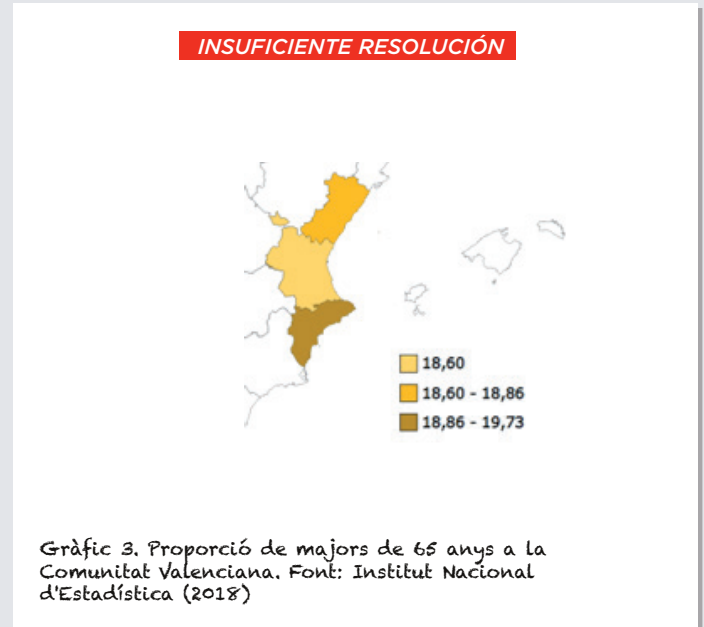 INSUFICIENTE RESOLUCIÓN
18,60
18,60 - 18,86
18,86 - 19,73
Gràfic 3. Proporció de majors de 65 anys a la
Comunitat Valenciana. Font: Institut Nacional
d'Estadística (2018)